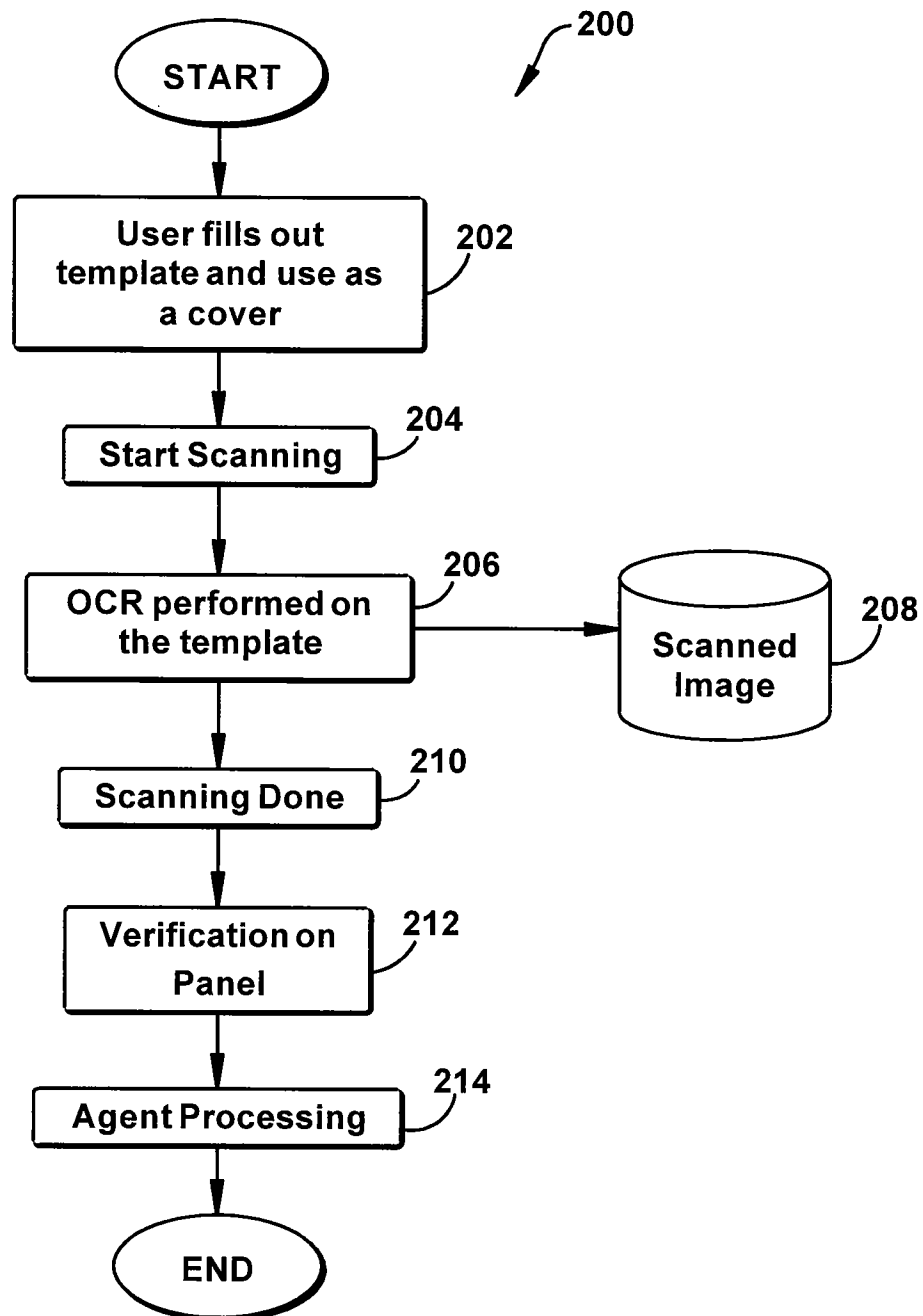 200
START
User fills out
template and use as
a cover
202
204
Start Scanning
206
OCR performed on
the template
208
Scanned
Image
210
Scanning Done
Verification on
Panel
212
214
Agent Processing
END